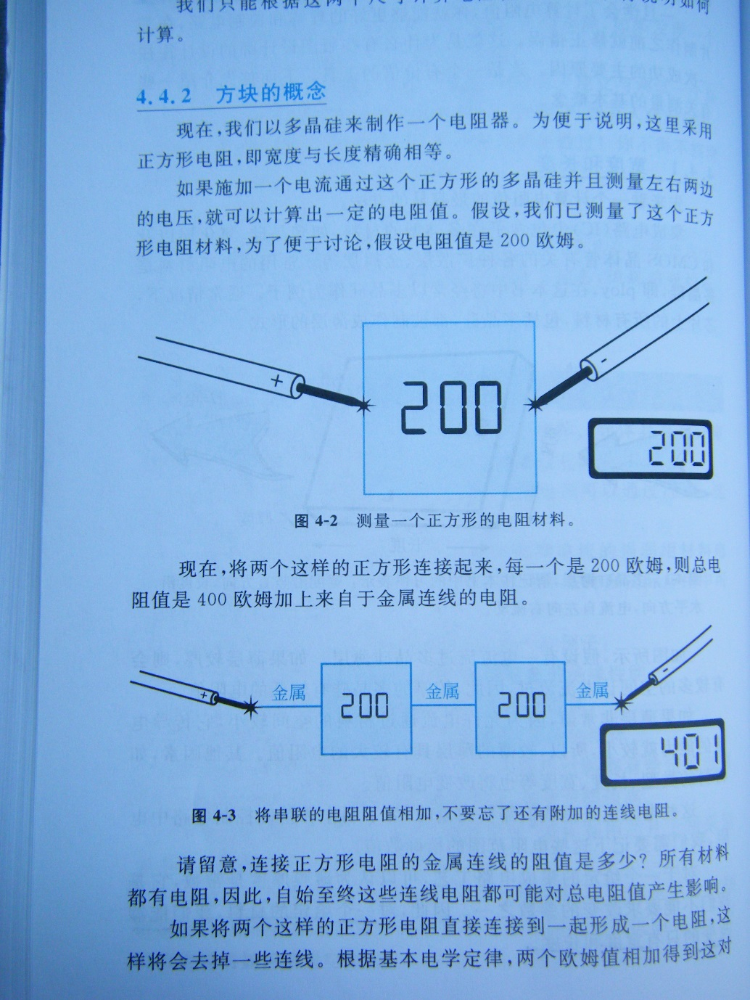 我们只能根据这两个尺寸计算电阻 说明如何
计算。
4.4.2 方块的概念
现在,我们以多晶硅来制作一个电阻器。为便于说明,这里采用
正方形电阻,即宽度与长度精确相等。
如果施加一个电流通过这个正方形的多晶硅并且测量左右两边
的电压,就可以计算出一定的电阻值。假设,我们已测量了这个正方
形电阻材料,为了便于讨论,假设电阻值是 200 欧姆。
+
-
200
200
图 4-2 测量一个正方形的电阻材料。
现在,将两个这样的正方形连接起来,每一个是 200 欧姆,则总电
阻值是 400 欧姆加上来自于金属连线的电阻。
+
-
金属 金属 金属
200 200
401
图 4-3 将串联的电阻阻值相加,不要忘了还有附加的连线电阻。
请留意,连接正方形电阻的金属连线的阻值是多少? 所有材料
都有电阻,因此,自始至终这些连线电阻都可能对总电阻值产生影响。
如果将两个这样的正方形电阻直接连接到一起形成一个电阻,这
样将会去掉一些连线。根据基本电学定律,两个欧姆值相加得到这对